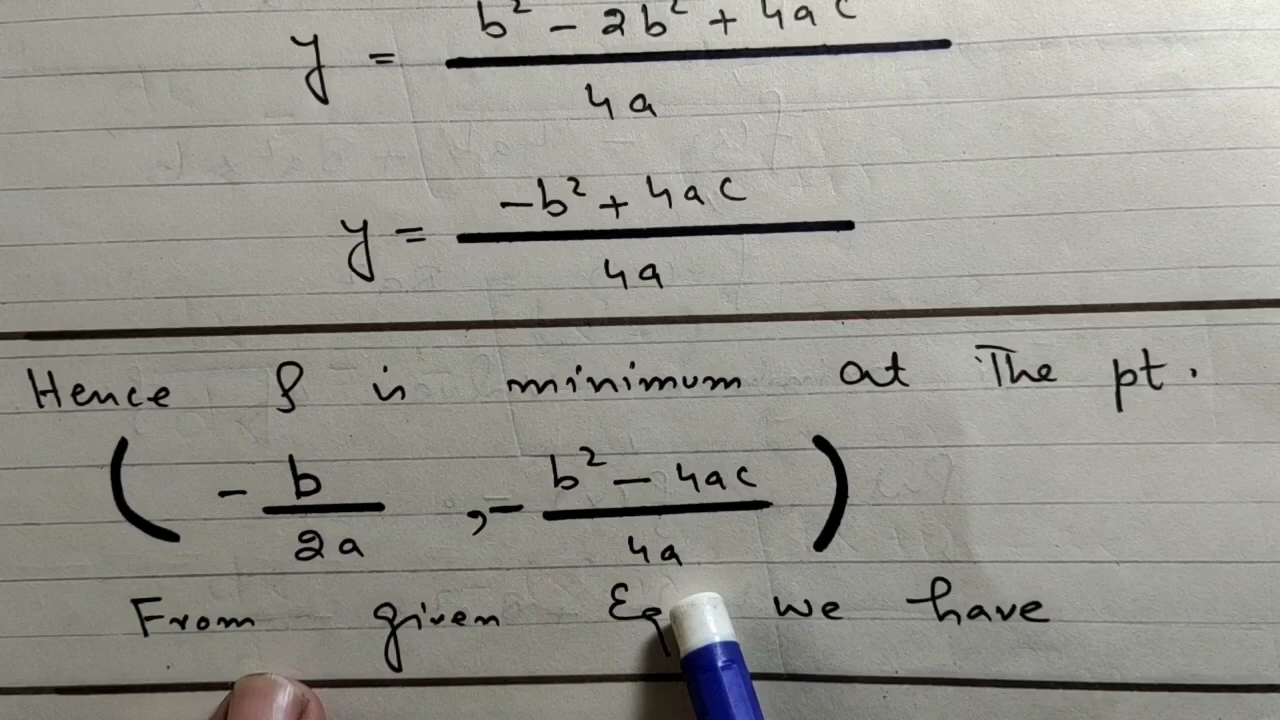 y = b² - 2b² + 4ac / 4a
y = -b² + 4ac / 4a
Hence ρ is minimum at The pt.
( - b / 2a , - b² - 4ac / 4a )
From given Eq we have